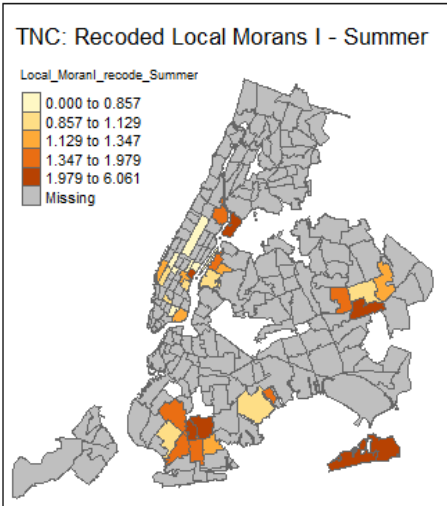 TNC: Recoded Local Morans I - Summer
Local_MoranI_recode_Summer
0.000 to 0.857
0.857 to 1.129
1.129 to 1.347
1.347 to 1.979
1.979 to 6.061
Missing